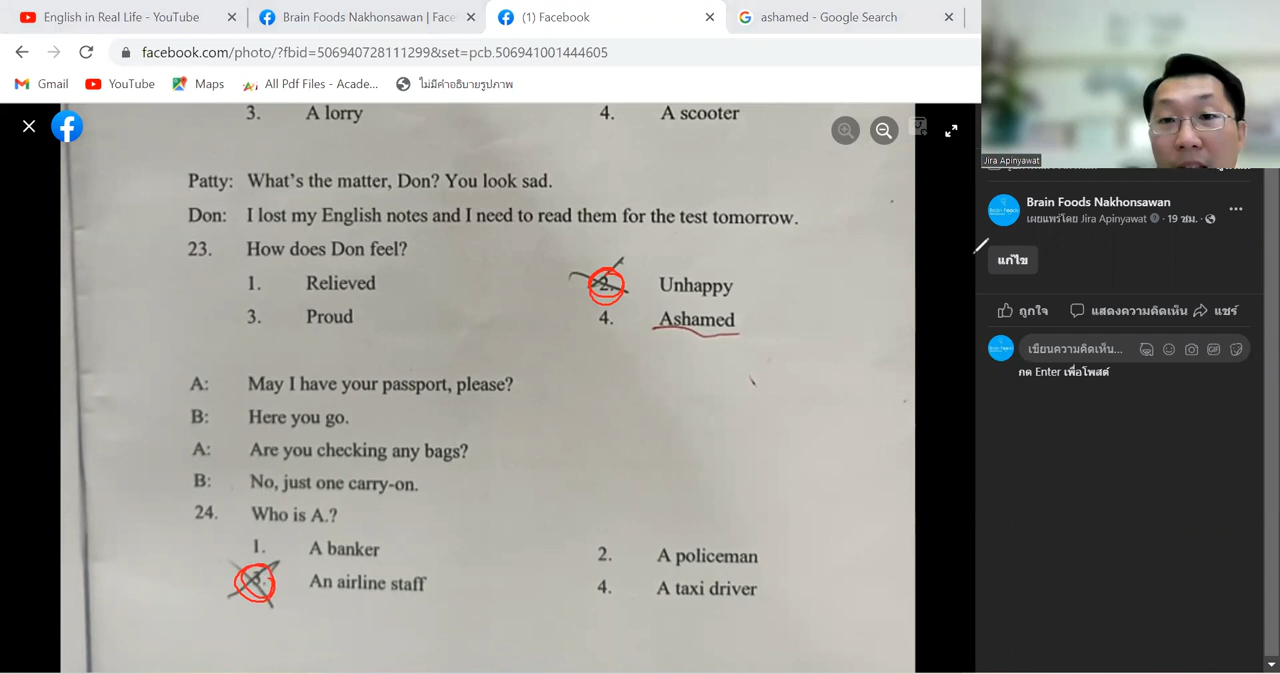 English in Real Life - YouTube
Brain Foods Nakhonsawan | Face
(1) Facebook
ashamed - Google Search
facebook.com/photo/?fbid=506940728111299&set=pcb.506941001444605
Gmail
YouTube
Maps
All Pdf Files - Acade...
ไม่มีคำอธิบายรูปภาพ
3. A lorry 4. A scooter
Patty: What's the matter, Don? You look sad.
Don: I lost my English notes and I need to read them for the test tomorrow.
23. How does Don feel?
1. Relieved 2. Unhappy
3. Proud 4. Ashamed
A: May I have your passport, please?
B: Here you go.
A: Are you checking any bags?
B: No, just one carry-on.
24. Who is A.?
1. A banker 2. A policeman
3. An airline staff 4. A taxi driver
Jira Apinyawat
Brain Foods Nakhonsawan
เผยแพร่โดย Jira Apinyawat
· 19 ชม. ·
แก้ไข
ถูกใจ
แสดงความคิดเห็น
แชร์
เขียนความคิดเห็น...
กด Enter เพื่อโพสต์